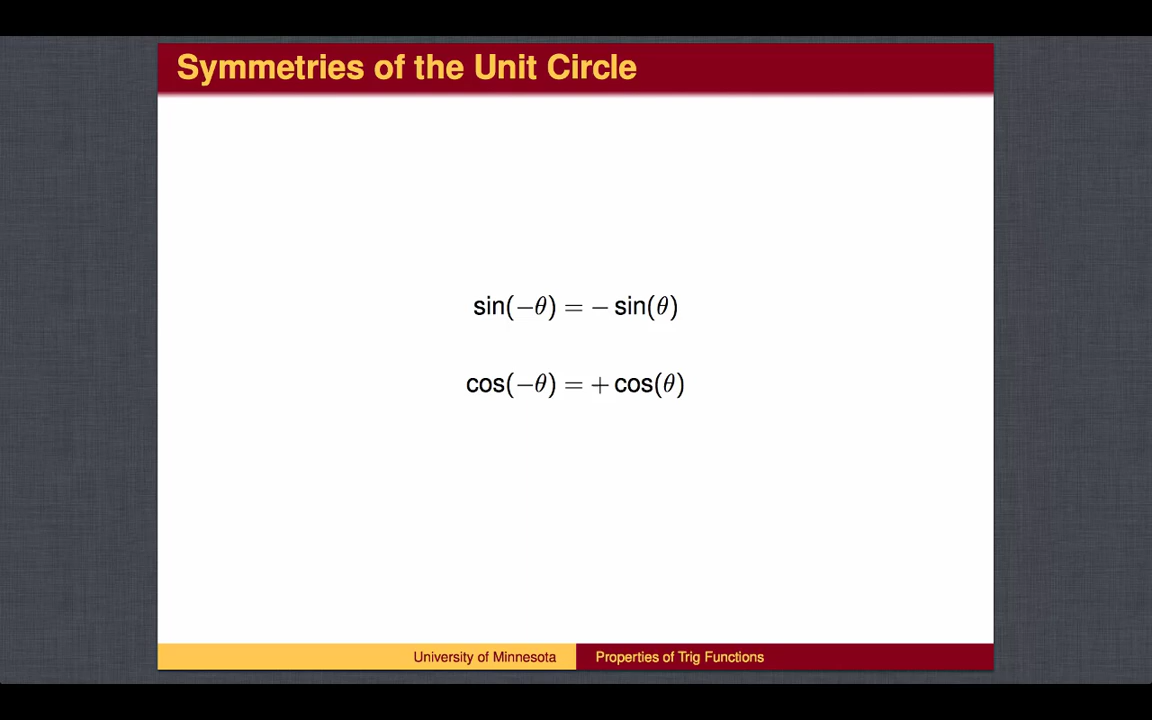 Symmetries of the Unit Circle
sin(−θ) = − sin(θ)
cos(−θ) = + cos(θ)
University of Minnesota
Properties of Trig Functions